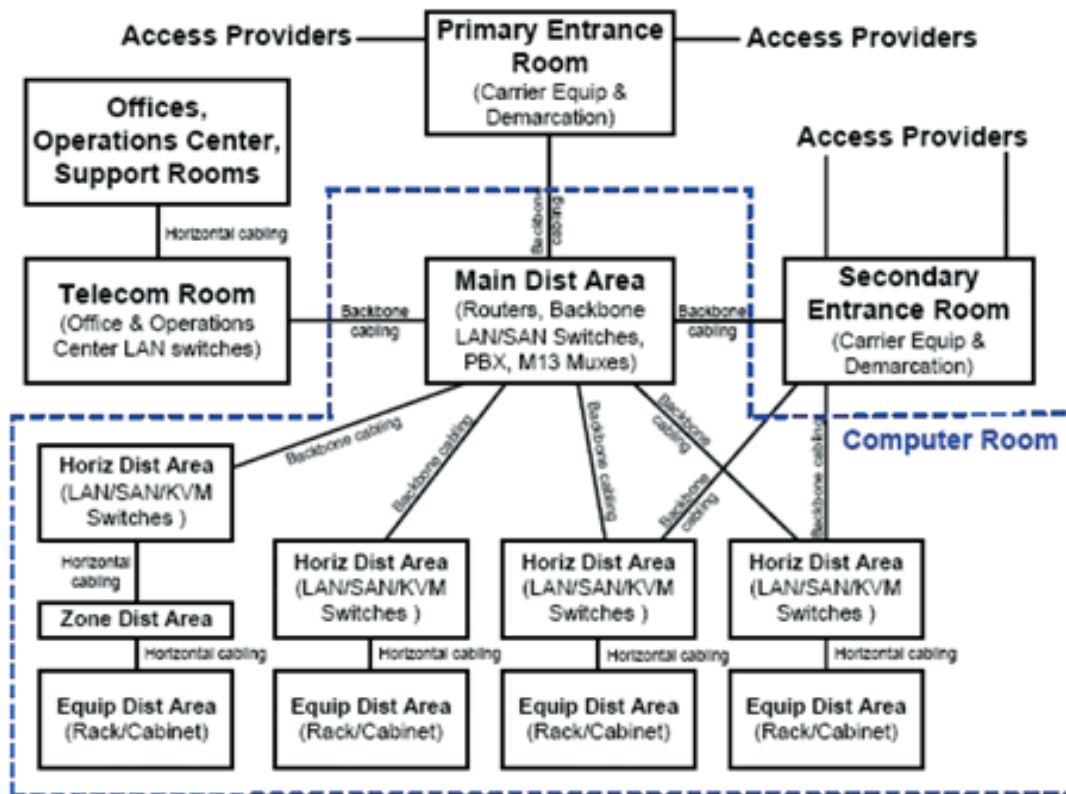 Access Providers
Primary Entrance
Room
(Carrier Equip &
Demarcation)
Access Providers
Offices,
Operations Center,
Support Rooms
Access Providers
Horizontal cabling
Backbone
cabling
Telecom Room
(Office & Operations
Center LAN switches)
Backbone
cabling
Main Dist Area
(Routers, Backbone
LAN/SAN Switches,
PBX, M13 Muxes)
Backbone
cabling
Secondary
Entrance Room
(Carrier Equip &
Demarcation)
Computer Room
Backbone cabling
Backbone cabling
Backbone
cabling
Backbone
cabling
Backbone
cabling
Backbone cabling
Horiz Dist Area
(LAN/SAN/KVM
Switches )
Horizontal
cabling
Zone Dist Area
Horiz Dist Area
(LAN/SAN/KVM
Switches )
Horiz Dist Area
(LAN/SAN/KVM
Switches )
Horiz Dist Area
(LAN/SAN/KVM
Switches )
Horizontal cabling
Horizontal cabling
Horizontal cabling
Horizontal cabling
Equip Dist Area
(Rack/Cabinet)
Equip Dist Area
(Rack/Cabinet)
Equip Dist Area
(Rack/Cabinet)
Equip Dist Area
(Rack/Cabinet)